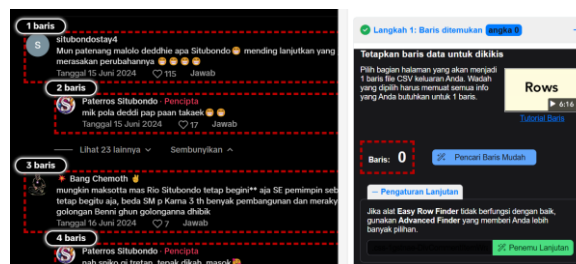 1 baris
situbondostay4
Mun patenang malolo deddhie apa Situbondo😁 mending lanjutkan yang
merasakan perubahannya 😁😁😁😁
Tanggal 15 Juni 2024 ♡ 115 Jawab
2 baris
Paterros Situbondo · Pencipta
mik pola deddi pap paan takaek😁😁
Tanggal 15 Juni 2024 ♡ 17 Jawab
Lihat 23 lainnya Sembunyikan
3 baris
Bang Chemoth ✌
mungkin maksotta mas Rio Situbondo tetap begini** aja SE pemimpin seb
tetap begitu aja, beda SM p Karna 3 th benyak pembangunan dan meraky
golongan Benni ghun golonganna dhibik
Tanggal 16 Juni 2024 ♡ 7 Jawab
4 baris
Paterros Situbondo · Pencipta
nah spiko gi tretan, tepak dikah, masok
Langkah 1: Baris ditemukan angka 0
Tetapkan baris data untuk dikikis
Pilih bagian halaman yang akan menjadi
1 baris file CSV keluaran Anda. Wadah
yang dipilih harus memuat semua info
yang Anda butuhkan untuk 1 baris.
Rows
6:16
Tutorial Baris
Baris: 0
Pencari Baris Mudah
– Pengaturan Lanjutan
Jika alat Easy Row Finder tidak berfungsi dengan baik,
gunakan Advanced Finder yang memberi Anda lebih
banyak pilihan.
Penemu Lanjutan